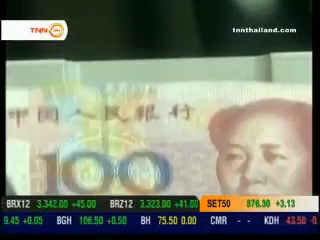 TNN 24
tnnthailand.com
中国人民银行
100
BRX12 3,342.00 +45.00 BRZ12 3,323.00 +41.0 SET50 876.30 +3.13
9.45 +0.05 BGH 106.50 +0.50 BH 75.50 0.00 CMR - - KDH 43.50 -0